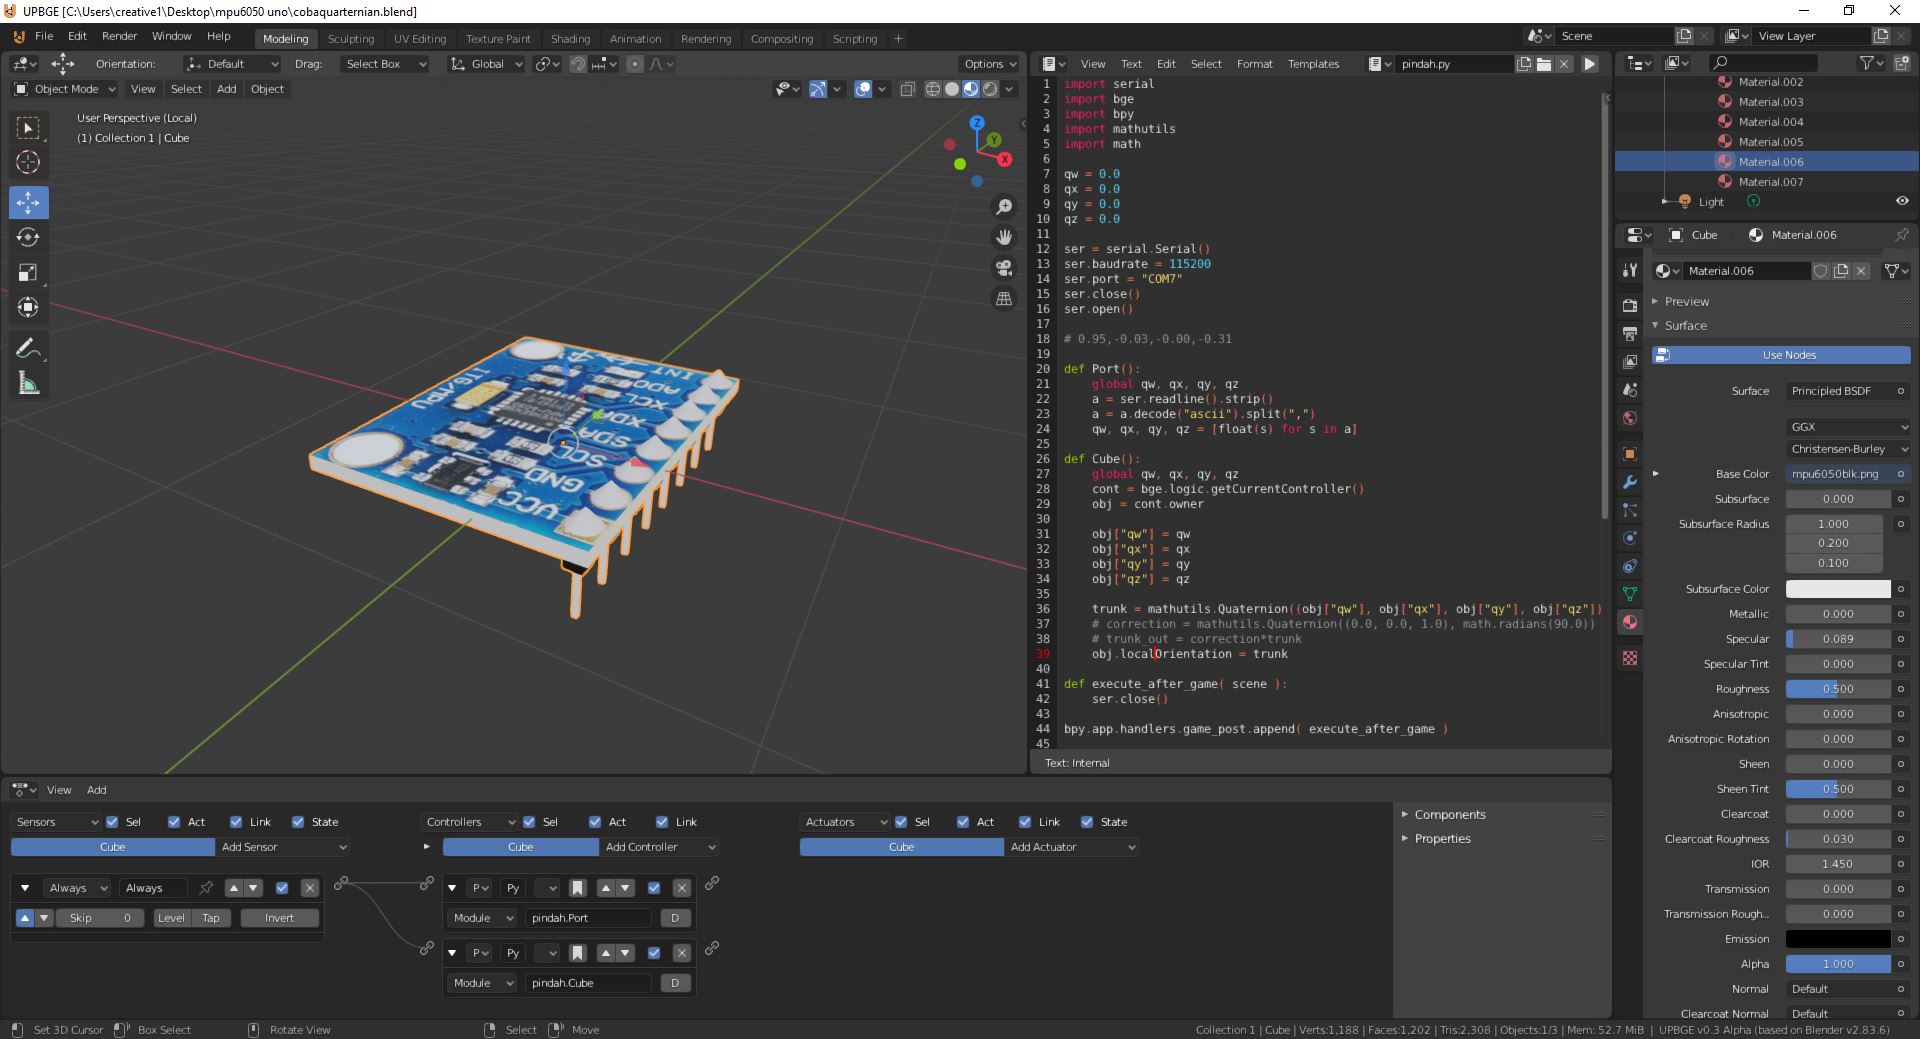 UPBGE [C:\Users\creative1\Desktop\mpu6050 uno\cobaquarternian.blend]
File Edit Render Window Help Modeling Sculpting UV Editing Texture Paint Shading Animation Rendering Compositing Scripting + Scene View Layer
Orientation: Default Drag: Select Box Global Options
View Text Edit Select Format Templates pindah.py
Object Mode View Select Add Object
User Perspective (Local)
(1) Collection 1 | Cube
Z
Y
X
INT
ADO
XCL
XDA
SDA
SCL
GND
VCC
ITG/MPU
1 import serial
2 import bge
3 import bpy
4 import mathutils
5 import math
6
7 qw = 0.0
8 qx = 0.0
9 qy = 0.0
10 qz = 0.0
11
12 ser = serial.Serial()
13 ser.baudrate = 115200
14 ser.port = "COM7"
15 ser.close()
16 ser.open()
17
18 # 0.95,-0.03,-0.00,-0.31
19
20 def Port():
21 global qw, qx, qy, qz
22 a = ser.readline().strip()
23 a = a.decode("ascii").split(",")
24 qw, qx, qy, qz = [float(s) for s in a]
25
26 def Cube():
27 global qw, qx, qy, qz
28 cont = bge.logic.getCurrentController()
29 obj = cont.owner
30
31 obj["qw"] = qw
32 obj["qx"] = qx
33 obj["qy"] = qy
34 obj["qz"] = qz
35
36 trunk = mathutils.Quaternion((obj["qw"], obj["qx"], obj["qy"], obj["qz"])
37 # correction = mathutils.Quaternion((0.0, 0.0, 1.0), math.radians(90.0))
38 # trunk_out = correction*trunk
39 obj.localOrientation = trunk
40
41 def execute_after_game( scene ):
42 ser.close()
43
44 bpy.app.handlers.game_post.append( execute_after_game )
45
Text: Internal
Material.002
Material.003
Material.004
Material.005
Material.006
Material.007
Light
Cube Material.006
Material.006
Preview
Surface
Use Nodes
Surface Principled BSDF
GGX
Christensen-Burley
Base Color mpu6050blk.png
Subsurface 0.000
Subsurface Radius 1.000
0.200
0.100
Subsurface Color
Metallic 0.000
Specular 0.089
Specular Tint 0.000
Roughness 0.500
Anisotropic 0.000
Anisotropic Rotation 0.000
Sheen 0.000
Sheen Tint 0.500
Clearcoat 0.000
Clearcoat Roughness 0.030
IOR 1.450
Transmission 0.000
Transmission Rough... 0.000
Emission
Alpha 1.000
Normal Default
Clearcoat Normal Default
View Add
Sensors Sel Act Link State Controllers Sel Act Link Actuators Sel Act Link State
Cube Add Sensor Cube Add Controller Cube Add Actuator
Always Always P Py
Skip 0 Level Tap Invert Module pindah.Port D
P Py
Module pindah.Cube D
Components
Properties
Set 3D Cursor Box Select Rotate View Select Move Collection 1 | Cube | Verts:1,188 | Faces:1,202 | Tris:2,308 | Objects:1/3 | Mem: 52.7 MiB | UPBGE v0.3 Alpha (based on Blender v2.83.6)